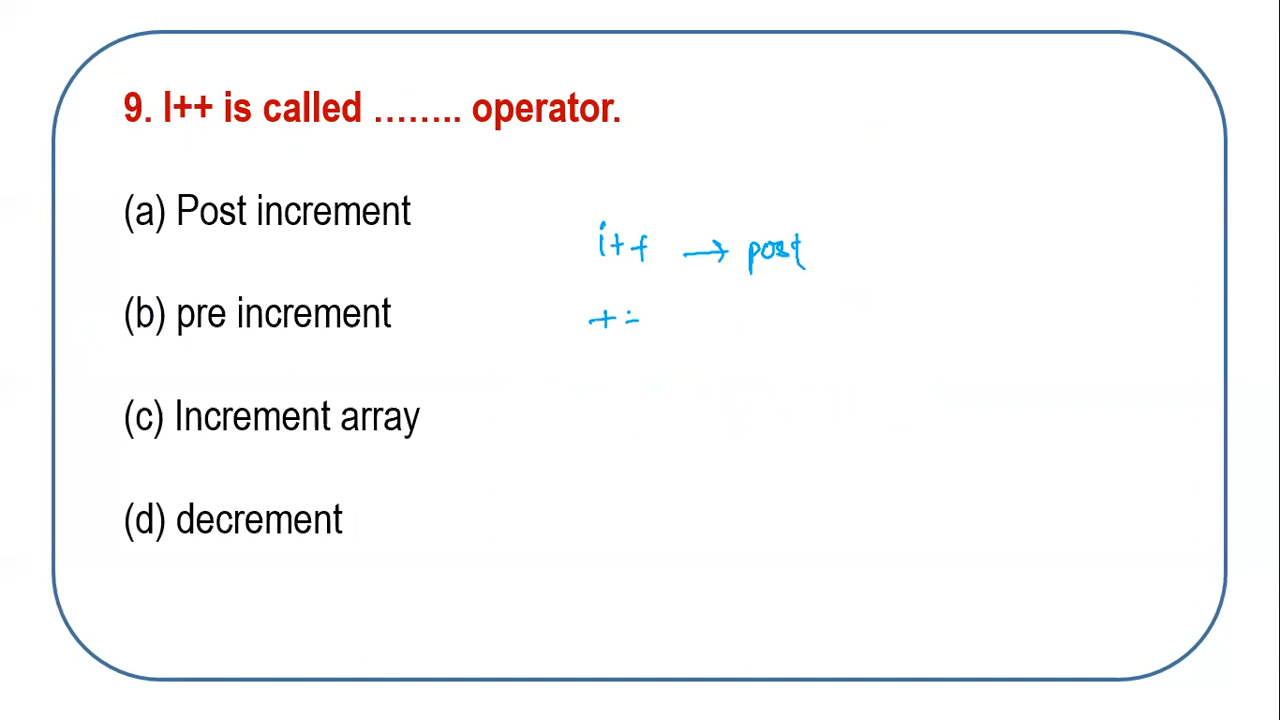 9. I++ is called …….. operator.
(a) Post increment
i++ → post
(b) pre increment
+
(c) Increment array
(d) decrement